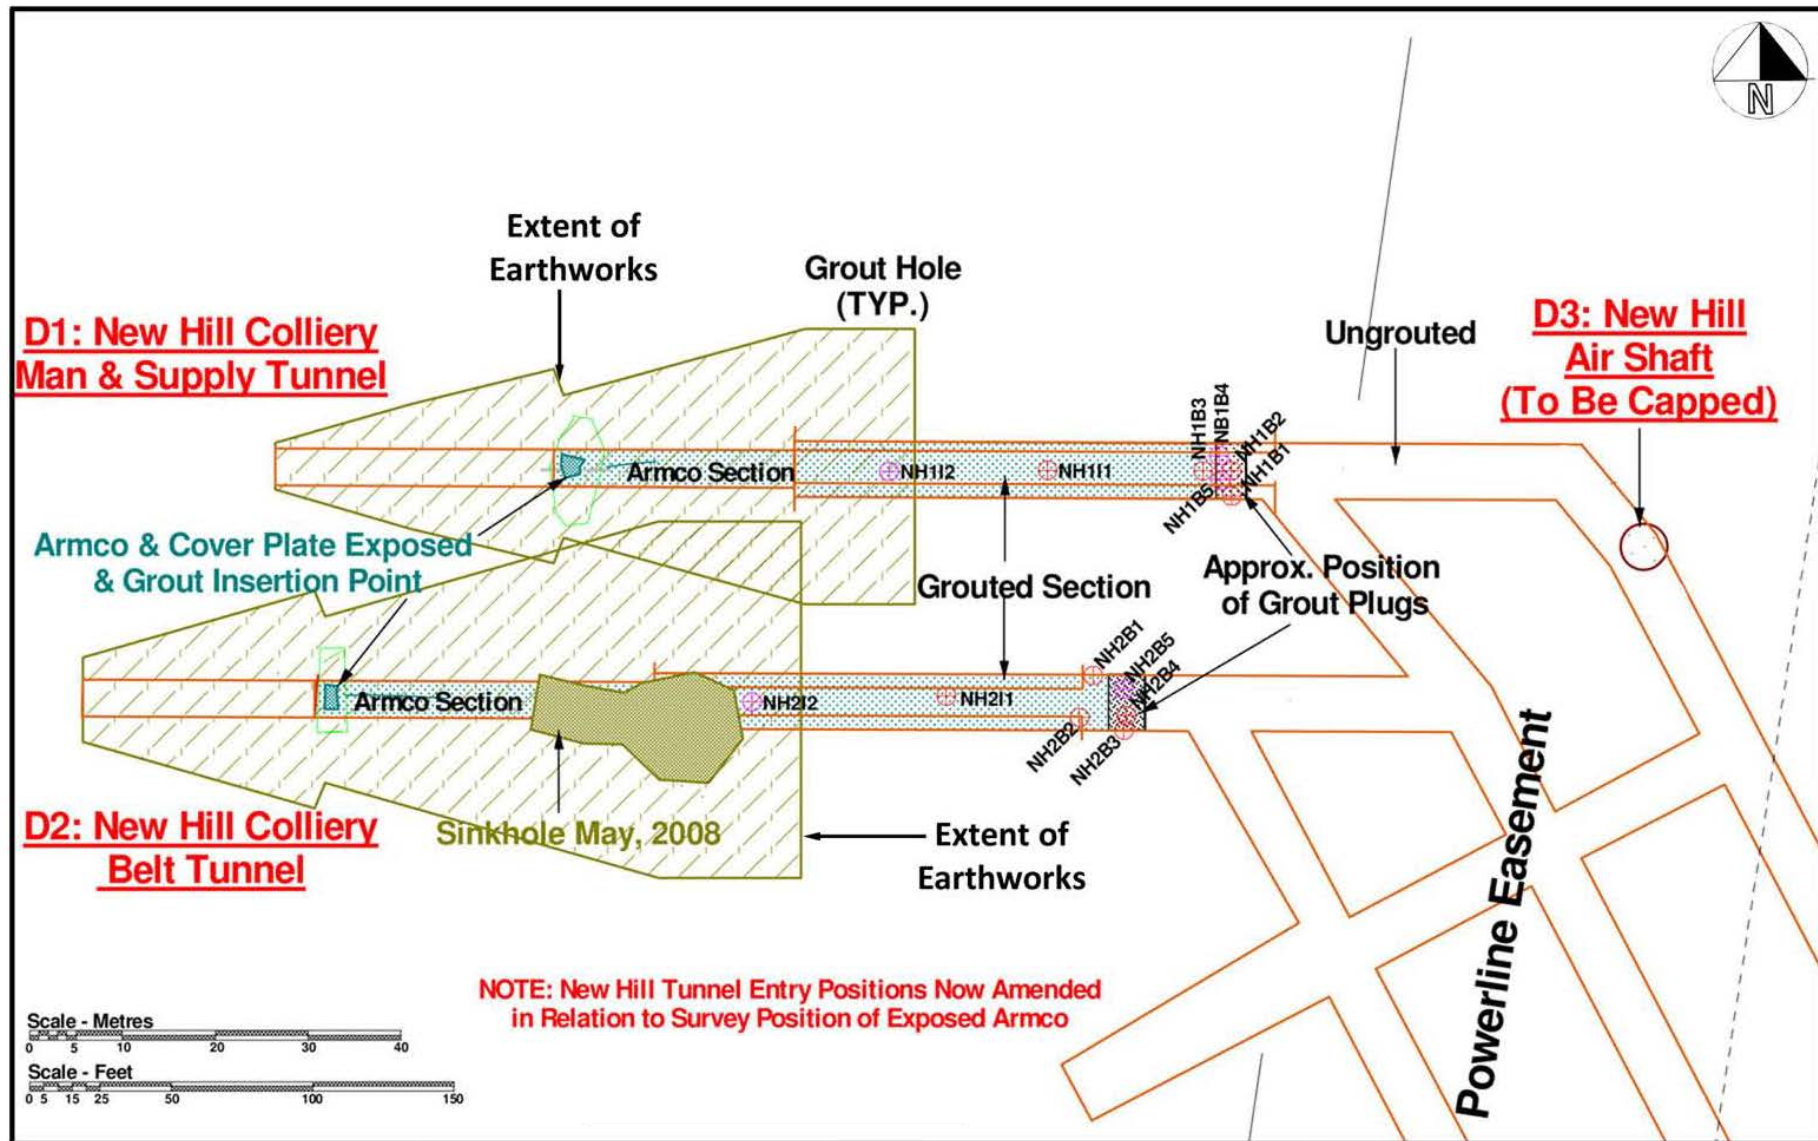 N
Extent of
Earthworks
Grout Hole
(TYP.)
D1: New Hill Colliery
Man & Supply Tunnel
Ungrouted
D3: New Hill
Air Shaft
(To Be Capped)
NH1B3
NB1B4
NH1B2
NH1B1
NH1B5
Armco Section
NH1I2
NH1I1
Armco & Cover Plate Exposed
& Grout Insertion Point
Grouted Section
Approx. Position
of Grout Plugs
NH2B1
NH2B5
NH2B4
Armco Section
NH2I2
NH2I1
NH2B2
NH2B3
D2: New Hill Colliery
Belt Tunnel
Sinkhole May, 2008
Extent of
Earthworks
Powerline Easement
NOTE: New Hill Tunnel Entry Positions Now Amended
in Relation to Survey Position of Exposed Armco
Scale - Metres
0 5 10 20 30 40
Scale - Feet
0 5 15 25 50 100 150